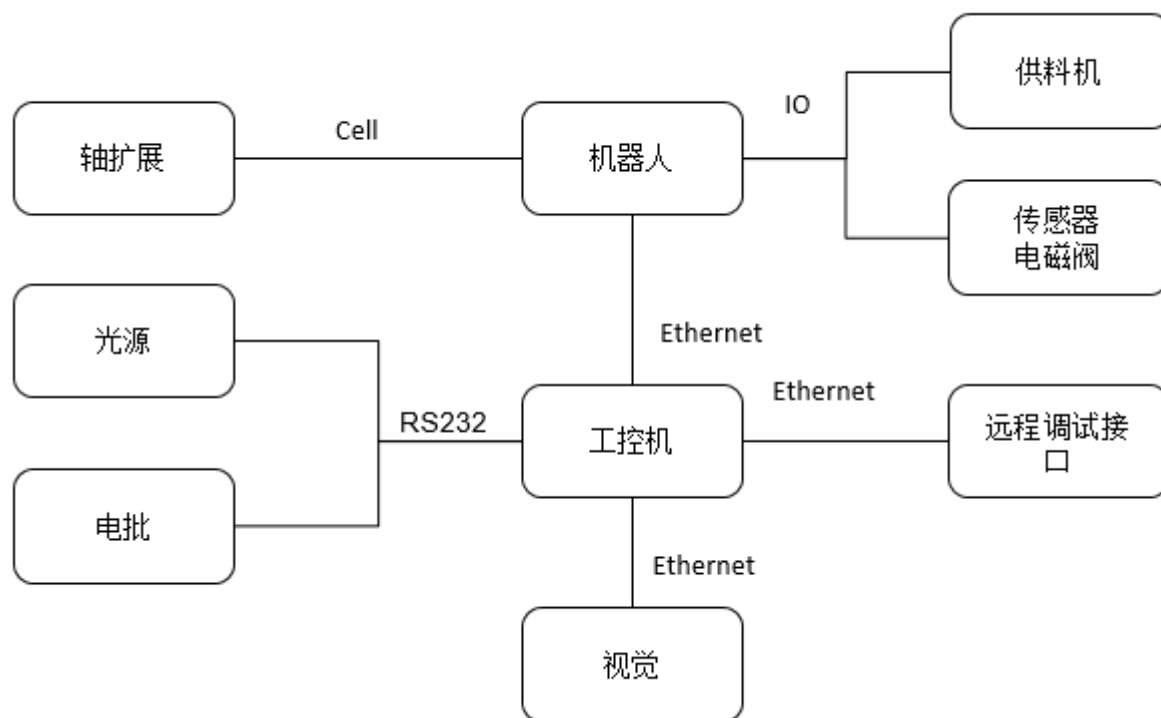 供料机
IO
Cell
轴扩展
机器人
传感器
电磁阀
光源
Ethernet
Ethernet
RS232
工控机
远程调试接
口
电批
Ethernet
视觉